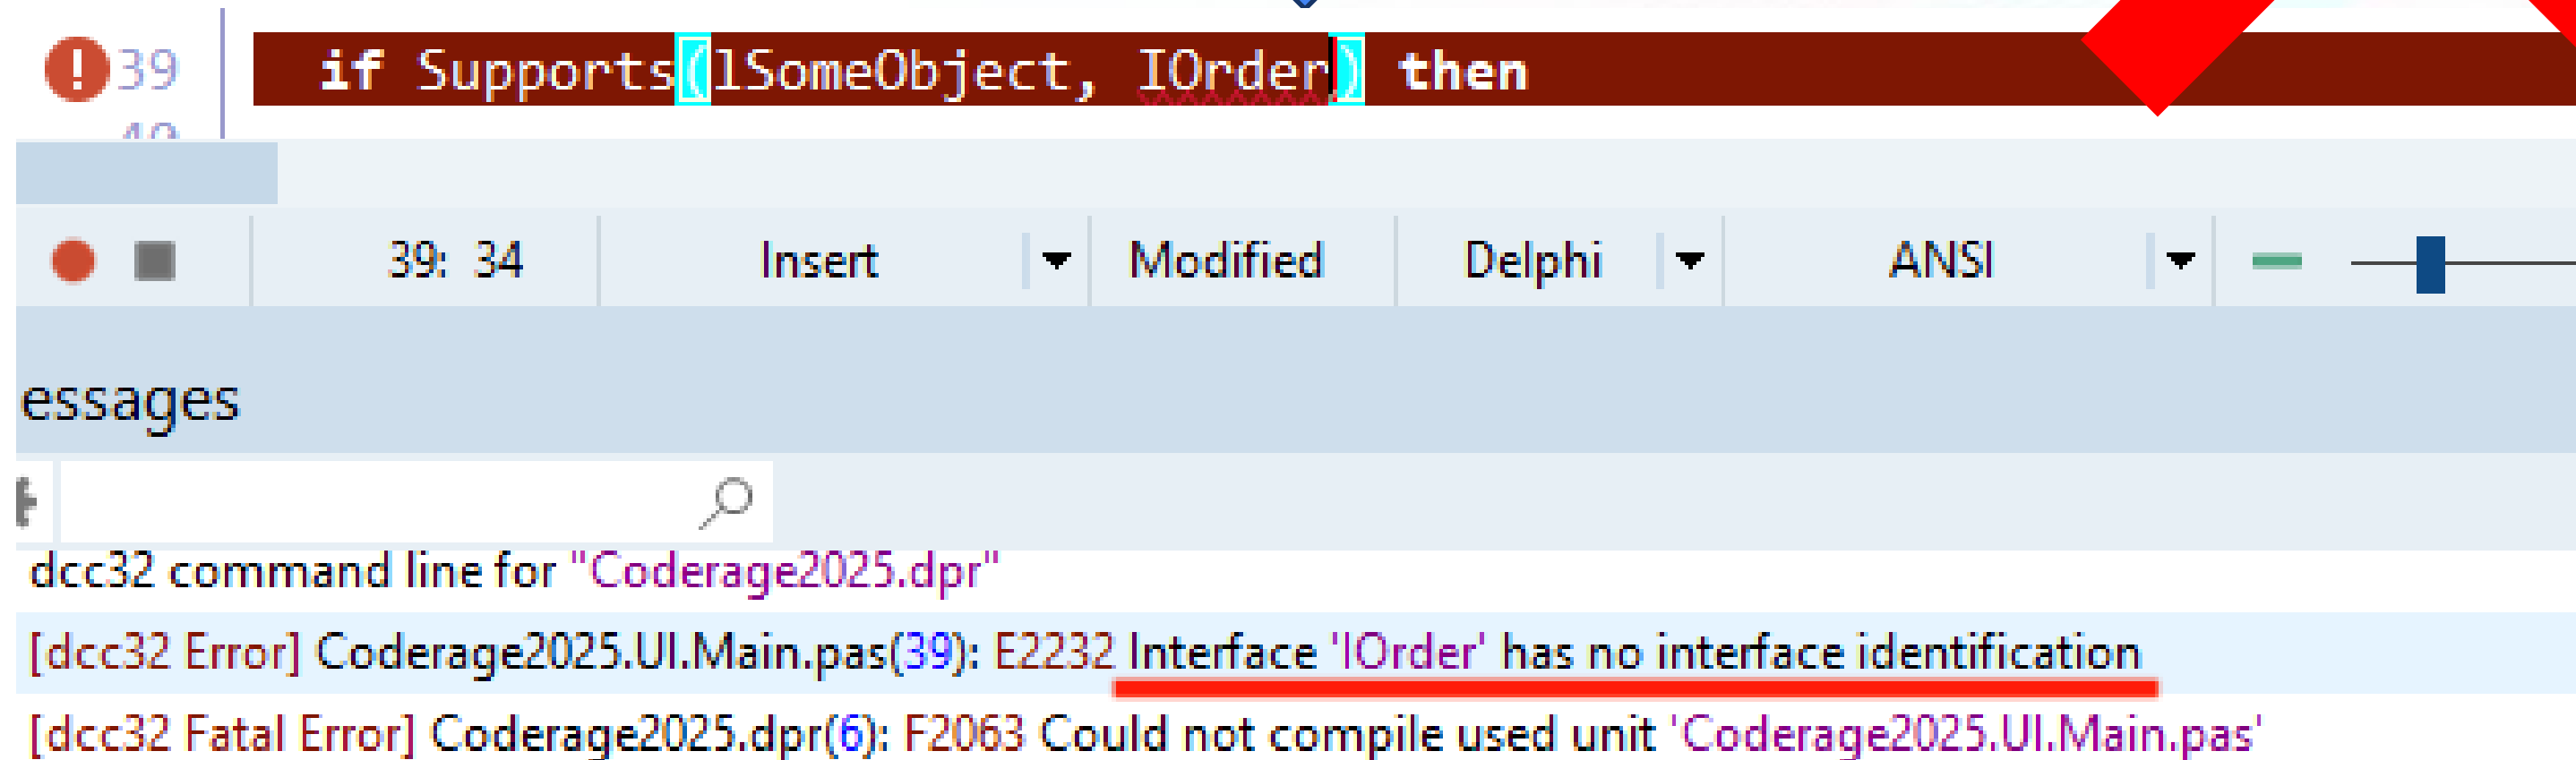 39 if Supports(lSomeObject, IOrder) then
40
39: 34 Insert Modified Delphi ANSI
essages
dcc32 command line for "Coderage2025.dpr"
[dcc32 Error] Coderage2025.UI.Main.pas(39): E2232 Interface 'IOrder' has no interface identification
[dcc32 Fatal Error] Coderage2025.dpr(6): F2063 Could not compile used unit 'Coderage2025.UI.Main.pas'